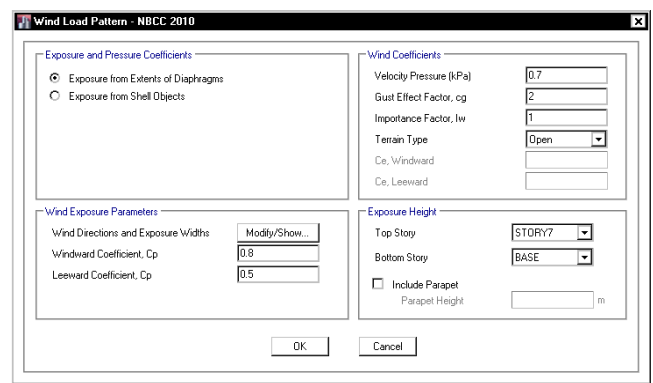 Wind Load Pattern - NBCC 2010
Exposure and Pressure Coefficients
Exposure from Extents of Diaphragms
Exposure from Shell Objects
Wind Coefficients
Velocity Pressure (kPa) 0.7
Gust Effect Factor, cg 2
Importance Factor, Iw 1
Terrain Type Open
Ce, Windward
Ce, Leeward
Wind Exposure Parameters
Wind Directions and Exposure Widths Modify/Show...
Windward Coefficient, Cp 0.8
Leeward Coefficient, Cp 0.5
Exposure Height
Top Story STORY7
Bottom Story BASE
Include Parapet
Parapet Height m
OK Cancel